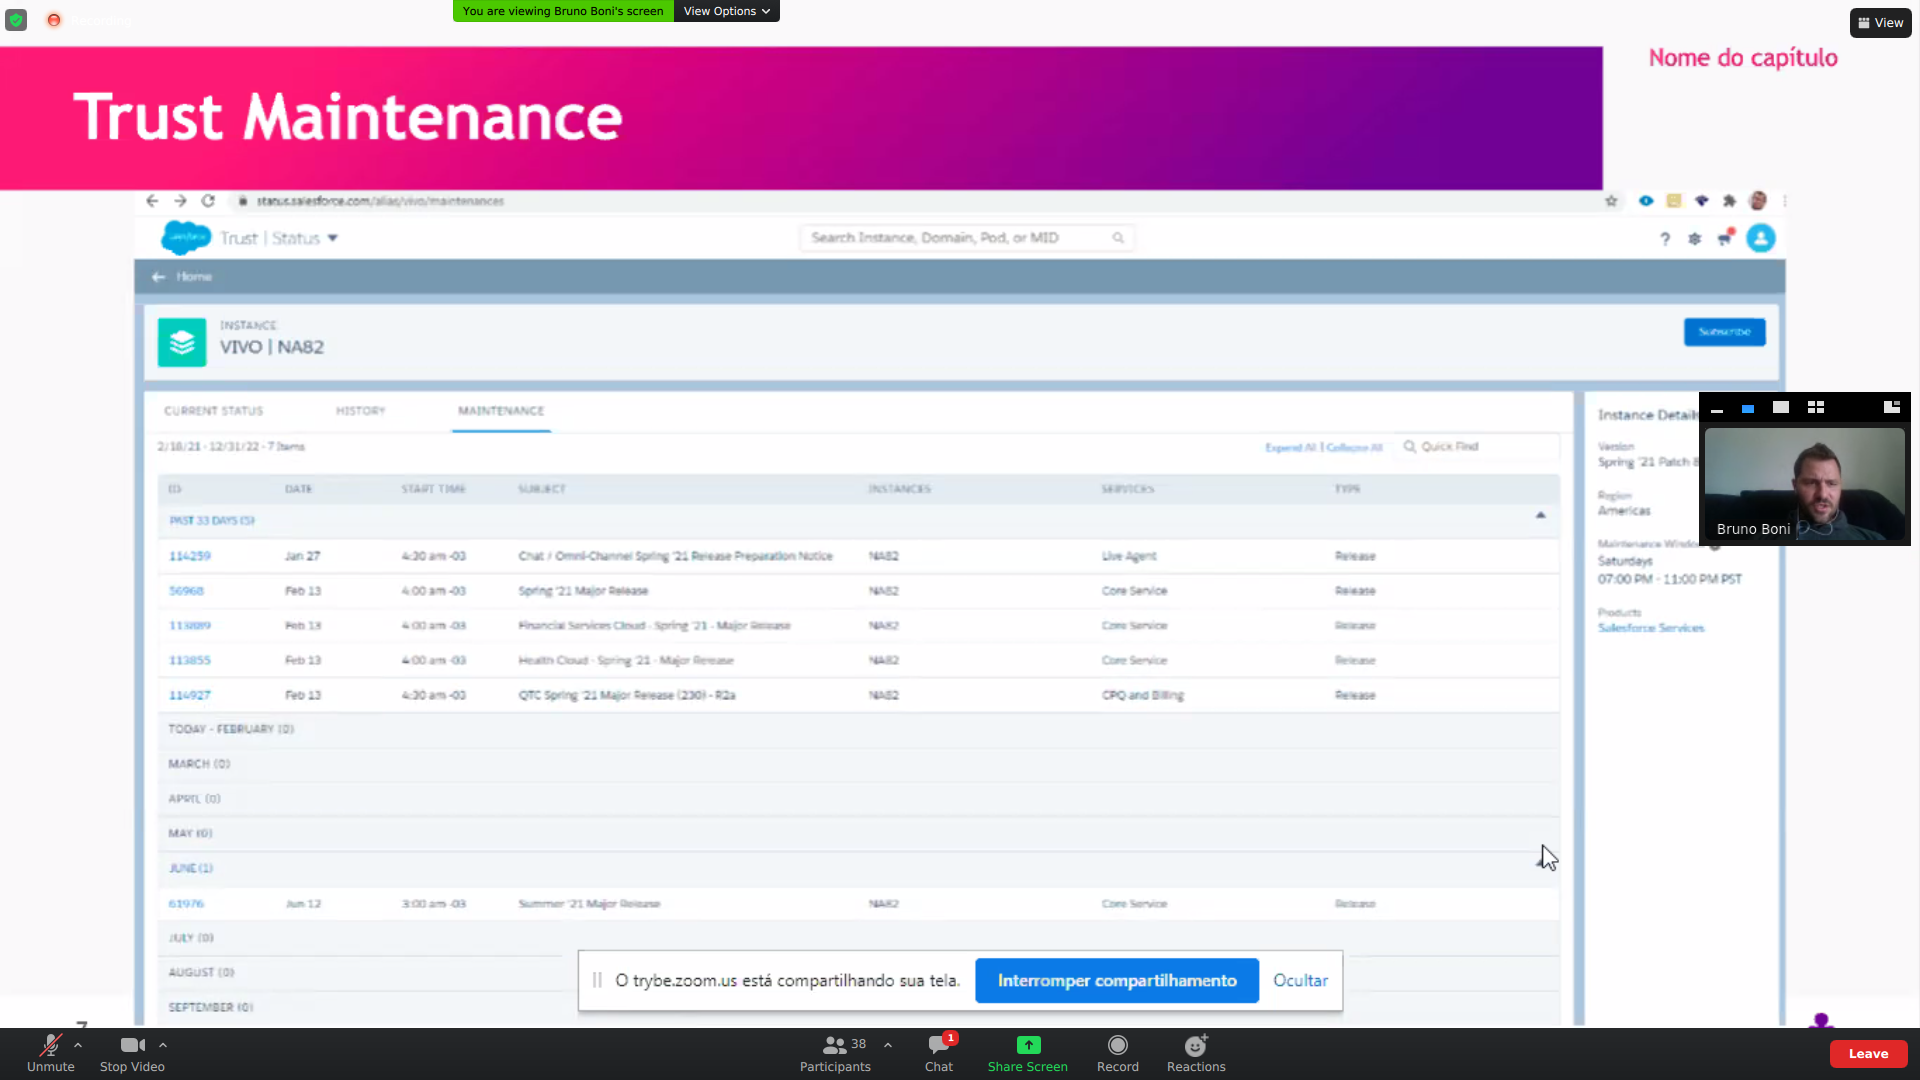 You are viewing Bruno Boni's screen
View Options
View
Nome do capítulo
Trust Maintenance
status.salesforce.com/alias/vivo/maintenances
Trust | Status
Search Instance, Domain, Pod, or MID
?
Home
INSTANCE
VIVO | NA82
Subscribe
CURRENT STATUS HISTORY MAINTENANCE
2/18/21 - 12/31/22 - 7 Items
Expand All | Collapse All
Quick Find
ID DATE START TIME SUBJECT INSTANCES SERVICES TYPE
PAST 33 DAYS (5)
114259 Jan 27 4:30 am -03 Chat / Omni-Channel Spring '21 Release Preparation Notice NA82 Live Agent Release
56968 Feb 13 4:00 am -03 Spring '21 Major Release NA82 Core Service Release
113889 Feb 13 4:00 am -03 Financial Services Cloud - Spring '21 - Major Release NA82 Core Service Release
113855 Feb 13 4:00 am -03 Health Cloud - Spring '21 - Major Release NA82 Core Service Release
114927 Feb 13 4:30 am -03 QTC Spring '21 Major Release (230) - R2a NA82 CPQ and Billing Release
TODAY - FEBRUARY (0)
MARCH (0)
APRIL (0)
MAY (0)
JUNE (1)
61976 Jun 12 3:00 am -03 Summer '21 Major Release NA82 Core Service Release
JULY (0)
AUGUST (0)
SEPTEMBER (0)
Instance Details
Version
Spring '21 Patch
Region
Americas
Maintenance
Saturdays
07:00 PM - 11:00 PM PST
Products
Salesforce Services
Bruno Boni
O trybe.zoom.us está compartilhando sua tela.
Interromper compartilhamento
Ocultar
Unmute
Stop Video
38
Participants
1
Chat
Share Screen
Record
Reactions
Leave